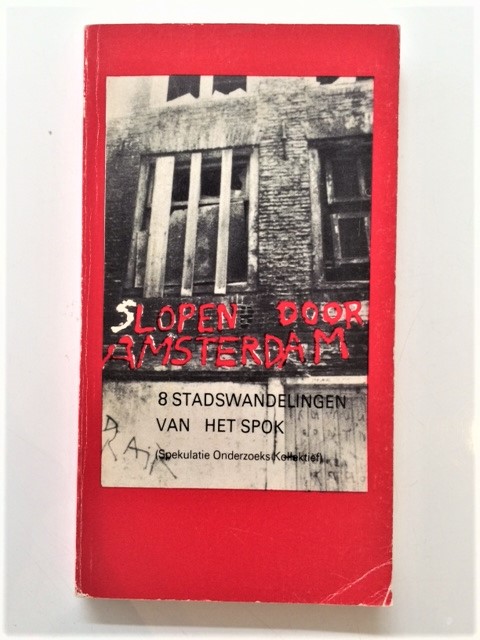 SLOPEN DOOR
AMSTERDAM
8 STADSWANDELINGEN
VAN HET SPOK
(Spekulatie Onderzoeks Kollektief)